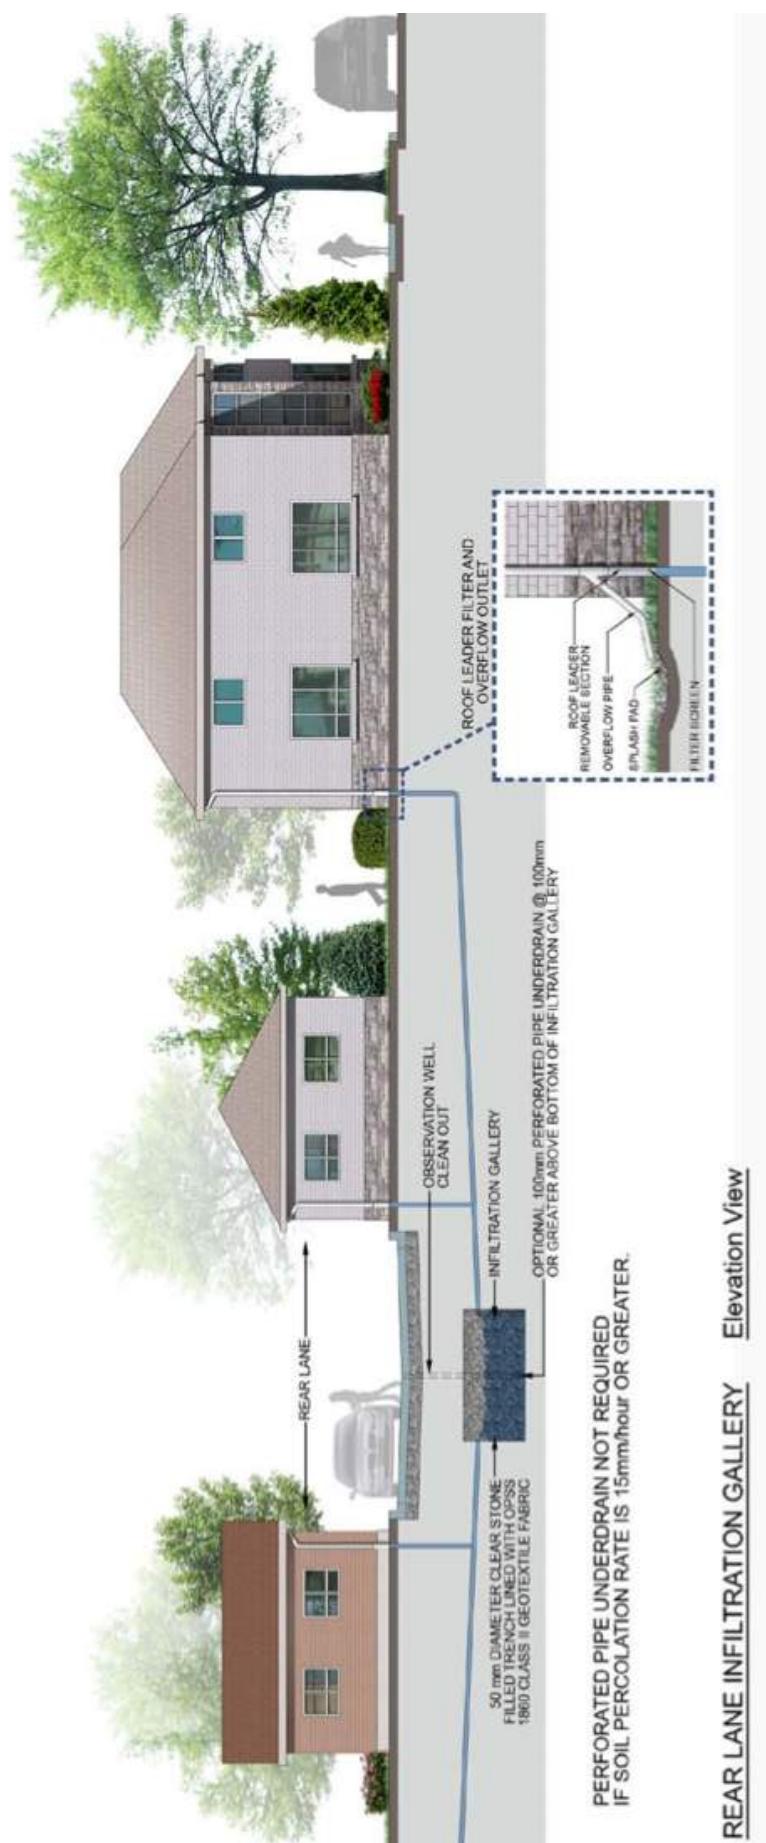 REAR LANE
OBSERVATION WELL
CLEAN OUT
INFILTRATION GALLERY
OPTIONAL 100mm PERFORATED PIPE UNDERDRAIN @ 100mm
OR GREATER ABOVE BOTTOM OF INFILTRATION GALLERY
50 mm DIAMETER CLEAR STONE
FILLED TRENCH LINED WITH OPSS
1860 CLASS II GEOTEXTILE FABRIC
ROOF LEADER FILTER AND
OVERFLOW OUTLET
ROOF LEADER
REMOVABLE SECTION
OVERFLOW PIPE
SPLASH PAD
FILTER SCREEN
PERFORATED PIPE UNDERDRAIN NOT REQUIRED
IF SOIL PERCOLATION RATE IS 15mm/hour OR GREATER.
REAR LANE INFILTRATION GALLERY Elevation View